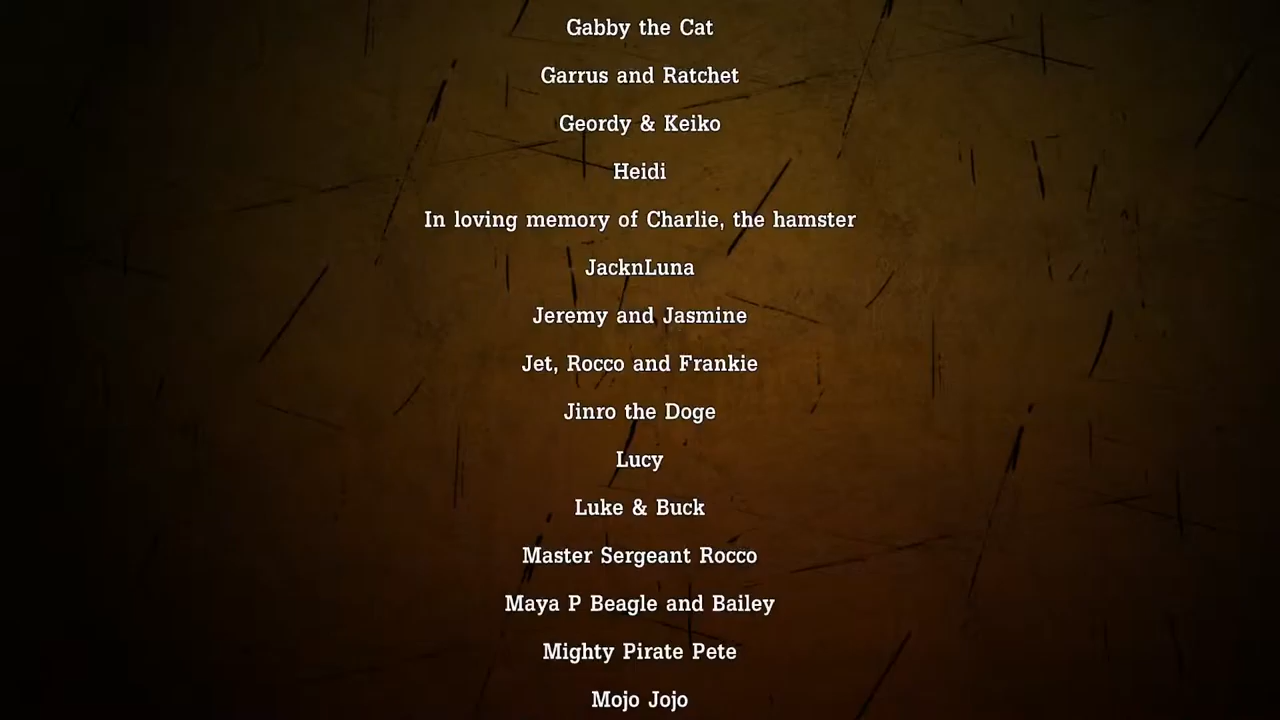 Gabby the Cat
Garrus and Ratchet
Geordy & Keiko
Heidi
In loving memory of Charlie, the hamster
JacknLuna
Jeremy and Jasmine
Jet, Rocco and Frankie
Jinro the Doge
Lucy
Luke & Buck
Master Sergeant Rocco
Maya P Beagle and Bailey
Mighty Pirate Pete
Mojo Jojo